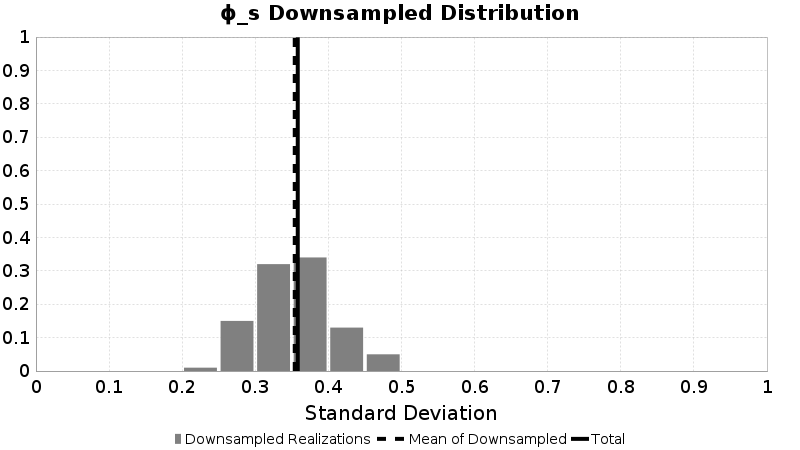 ϕ_s Downsampled Distribution
1
0.9
0.8
0.7
0.6
0.5
0.4
0.3
0.2
0.1
0
0 0.1 0.2 0.3 0.4 0.5 0.6 0.7 0.8 0.9 1
Standard Deviation
Downsampled Realizations Mean of Downsampled Total